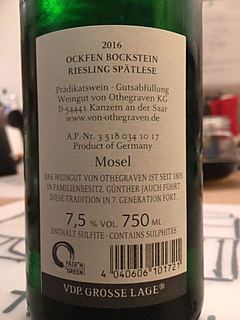 2016
OCKFEN BOCKSTEIN
RIESLING SPÄTLESE
Prädikatswein · Gutsabfüllung
Weingut von Othegraven KG
D-54441 Kanzem an der Saar
www.von-othegraven.de
A.P. Nr. 3 518 034 10 17
Product of Germany
Mosel
DAS WEINGUT VON OTHEGRAVEN IST SEIT 1805
IN FAMILIENBESITZ. GÜNTHER JAUCH FÜHRT
DIESE TRADITION IN 7. GENERATION FORT.
7,5 % VOL 750 ML
ENTHÄLT SULFITE · CONTAINS SULPHITES
FAIR'N
GREEN
4 040606 101721
VDP. GROSSE LAGE®